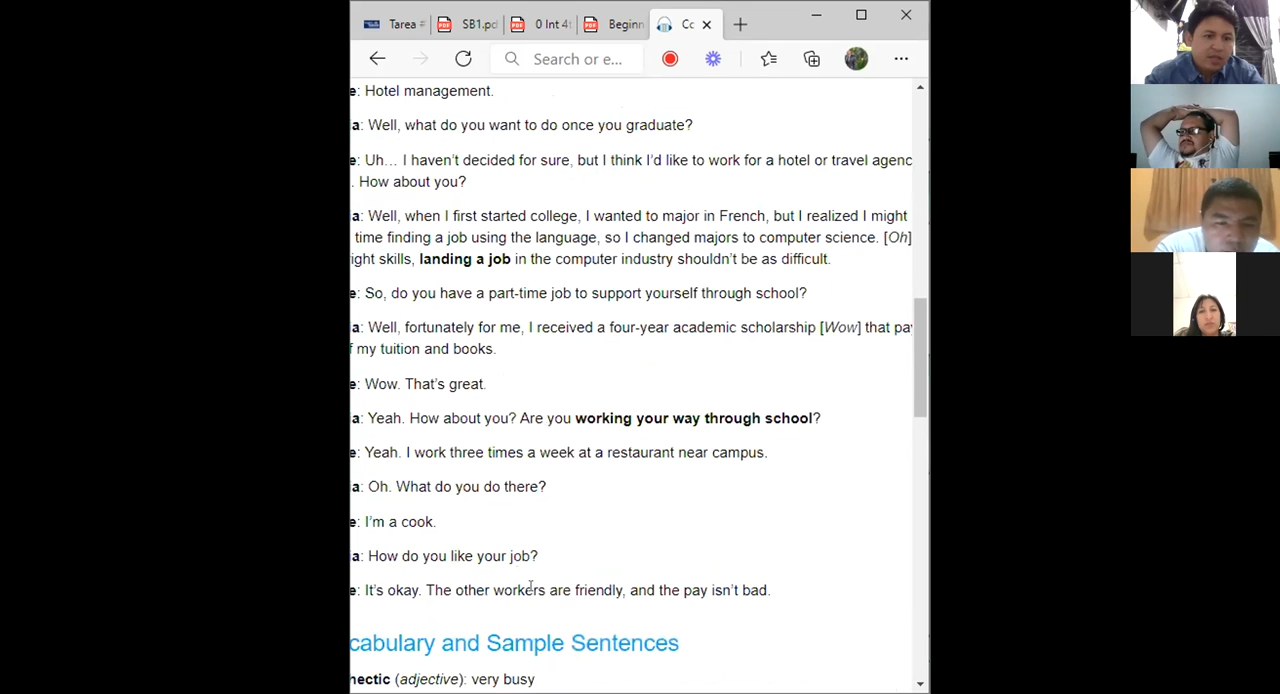 Tarea
SB1.pd
0 Int 4
Beginn
Cc
Search or e...
e: Hotel management.
a: Well, what do you want to do once you graduate?
e: Uh... I haven't decided for sure, but I think I'd like to work for a hotel or travel agenc
. How about you?
a: Well, when I first started college, I wanted to major in French, but I realized I might
time finding a job using the language, so I changed majors to computer science. [Oh]
ight skills, landing a job in the computer industry shouldn't be as difficult.
e: So, do you have a part-time job to support yourself through school?
a: Well, fortunately for me, I received a four-year academic scholarship [Wow] that pay
f my tuition and books.
e: Wow. That's great.
a: Yeah. How about you? Are you working your way through school?
e: Yeah. I work three times a week at a restaurant near campus.
a: Oh. What do you do there?
e: I'm a cook.
a: How do you like your job?
e: It's okay. The other workers are friendly, and the pay isn't bad.
cabulary and Sample Sentences
hectic (adjective): very busy